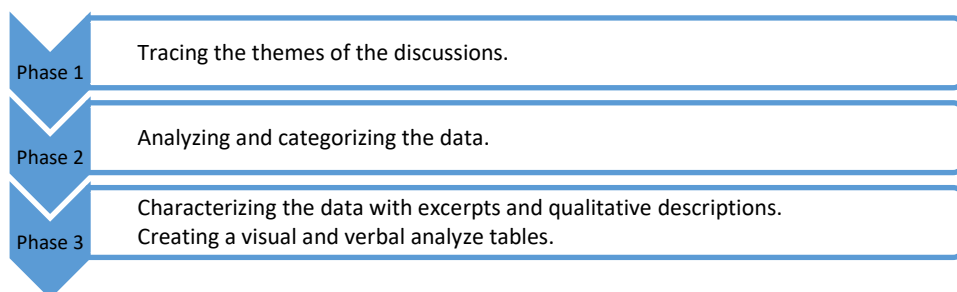 Phase 1
Tracing the themes of the discussions.
Phase 2
Analyzing and categorizing the data.
Phase 3
Characterizing the data with excerpts and qualitative descriptions.
Creating a visual and verbal analyze tables.